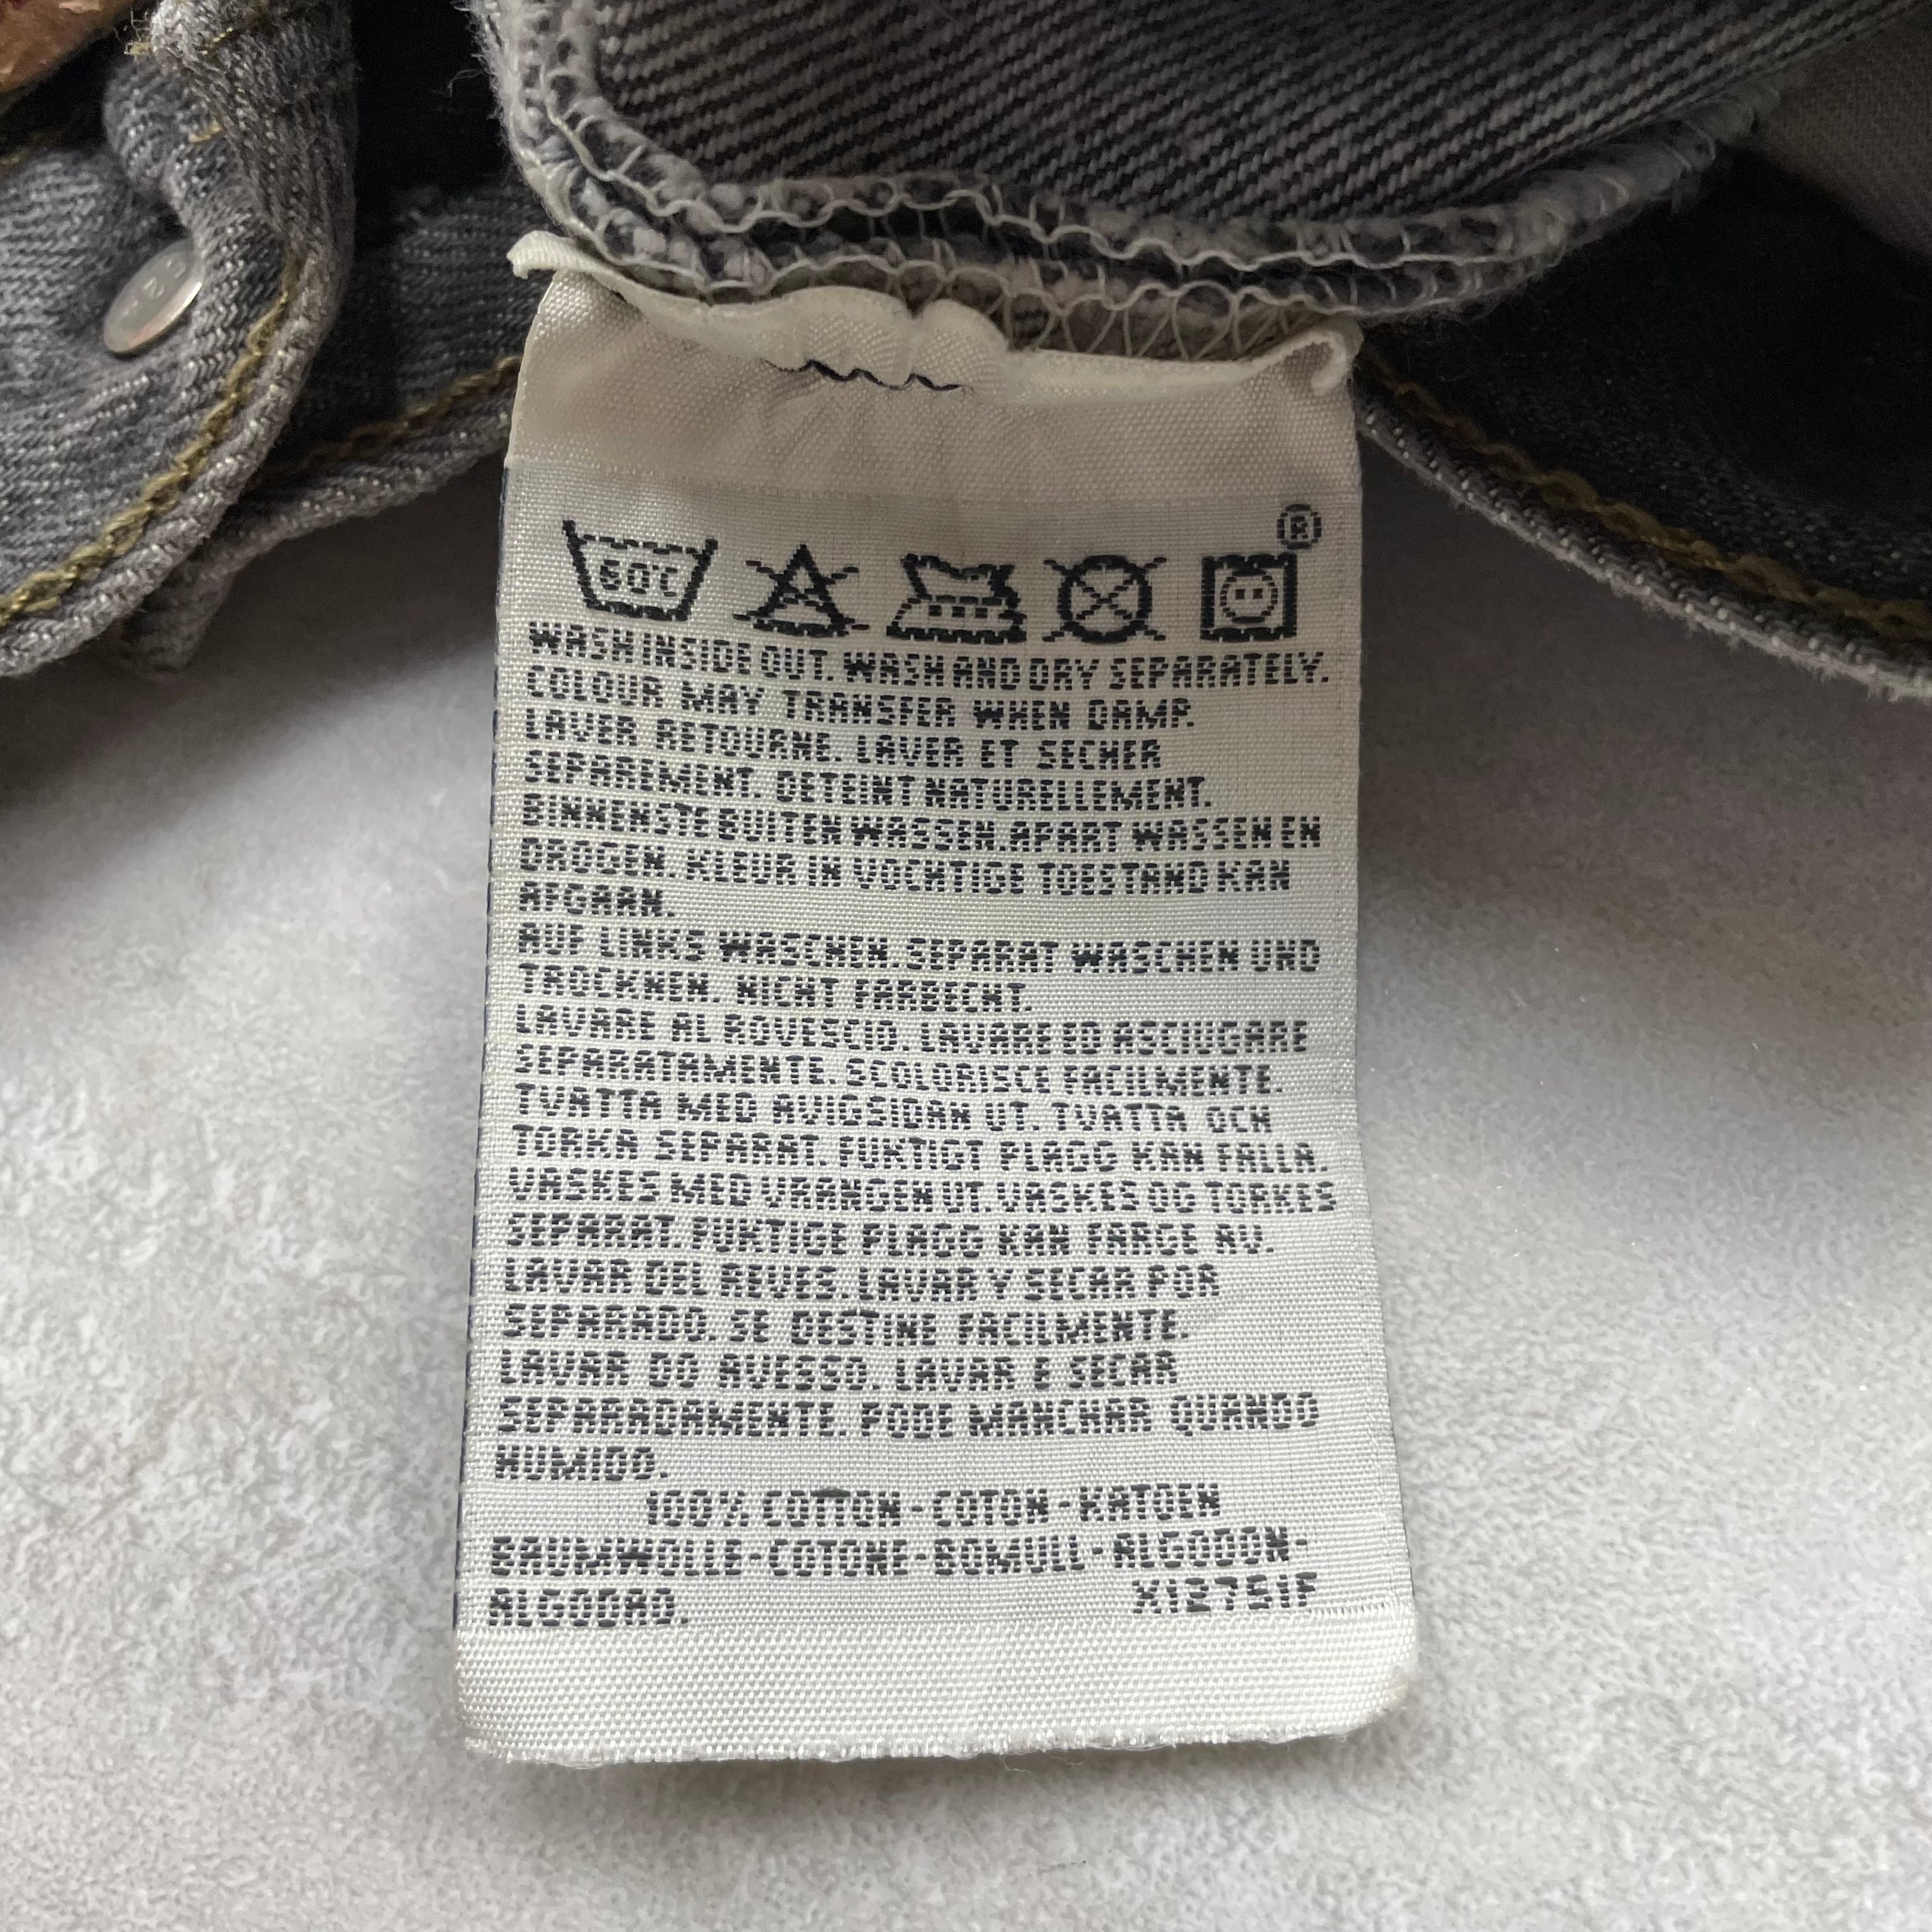 60°C
®
WASH INSIDE OUT. WASH AND DRY SEPARATELY.
COLOUR MAY TRANSFER WHEN DAMP.
LAVER RETOURNE. LAVER ET SECHER
SEPAREMENT. DETEINT NATURELLEMENT.
BINNENSTE BUITEN WASSEN. APART WASSEN EN
DROGEN. KLEUR IN VOCHTIGE TOESTAND KAN
AFGAAN.
AUF LINKS WASCHEN. SEPARAT WASCHEN UND
TROCKNEN. NICHT FARBECHT.
LAVARE AL ROVESCIO. LAVARE ED ASCIUGARE
SEPARATAMENTE. SCOLORISCE FACILMENTE.
TVATTA MED AVIGSIDAN UT. TVATTA OCH
TORKA SEPARAT. FUKTIGT PLAGG KAN FALLA.
VASKES MED VRANGEN UT. VASKES OG TORKES
SEPARAT. FUKTIGE PLAGG KAN FARGE AV.
LAVAR DEL REVES. LAVAR Y SECAR POR
SEPARADO. SE DESTINE FACILMENTE.
LAVAR DO AVESSO. LAVAR E SECAR
SEPARADAMENTE. PODE MANCHAR QUANDO
HUMIDO.
100% COTTON-COTON-KATOEN
BAUMWOLLE-COTONE-BOMULL-ALGODON-
ALGODAO. X12751F